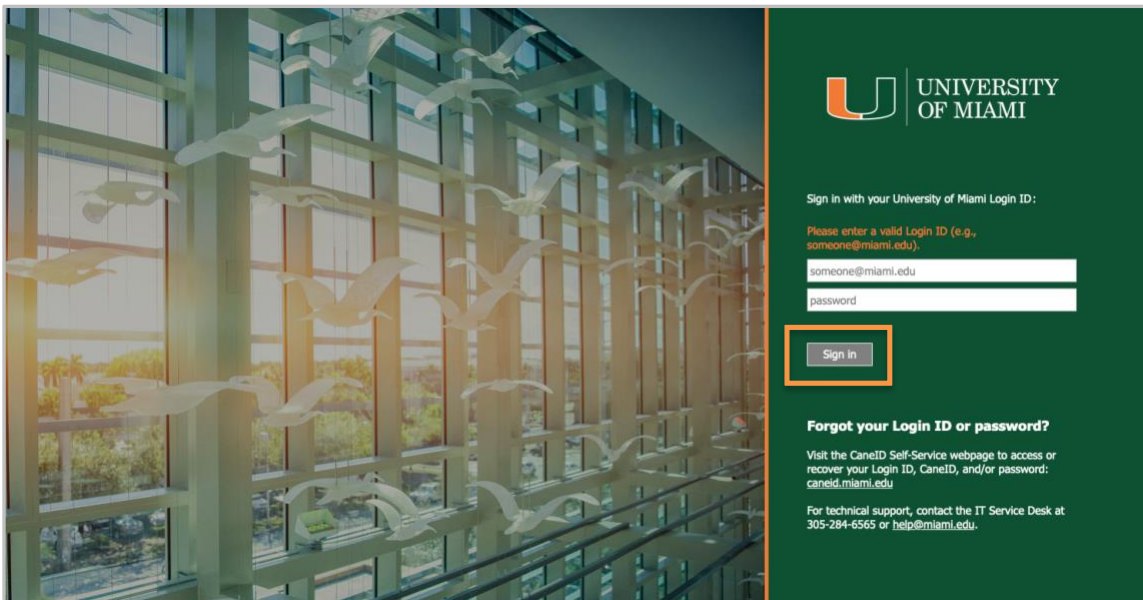 UNIVERSITY
OF MIAMI
Sign in with your University of Miami Login ID:
Please enter a valid Login ID (e.g.,
someone@miami.edu).
someone@miami.edu
password
Sign in
Forgot your Login ID or password?
Visit the CaneID Self-Service webpage to access or
recover your Login ID, CaneID, and/or password:
caneid.miami.edu
For technical support, contact the IT Service Desk at
305-284-6565 or help@miami.edu.